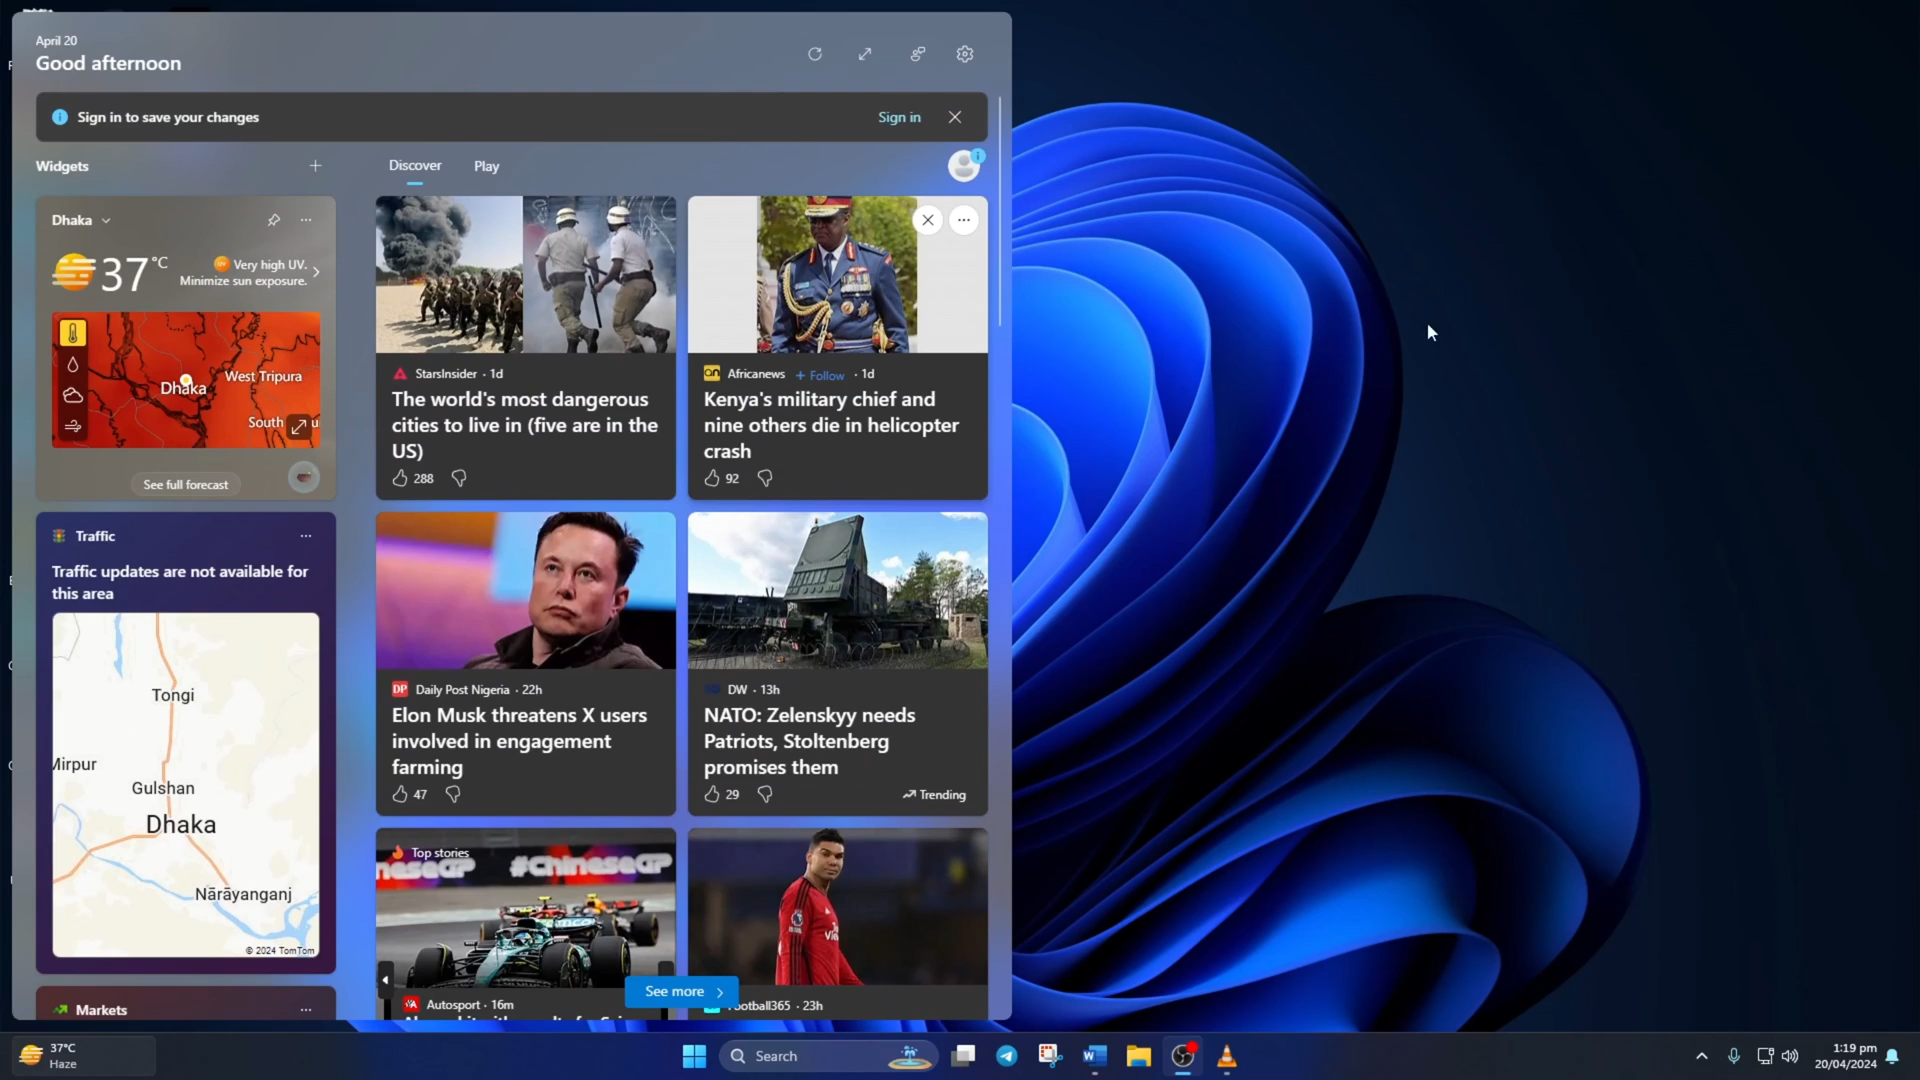 April 20
Good afternoon
Sign in to save your changes
Sign in
Widgets
Discover
Play
Dhaka
37°C
Very high UV.
Minimize sun exposure.
Dhaka
West Tripura
South
See full forecast
StarsInsider · 1d
The world's most dangerous
cities to live in (five are in the
US)
288
Africanews + Follow · 1d
Kenya's military chief and
nine others die in helicopter
crash
92
Traffic
Traffic updates are not available for
this area
Tongi
Mirpur
Gulshan
Dhaka
Nārāyanganj
© 2024 TomTom
DP Daily Post Nigeria · 22h
Elon Musk threatens X users
involved in engagement
farming
47
DW · 13h
NATO: Zelenskyy needs
Patriots, Stoltenberg
promises them
29
Trending
Top stories
#ChineseGP
Autosport · 16m
See more
Football365 · 23h
Markets
37°C
Haze
Search
1:19 pm
20/04/2024